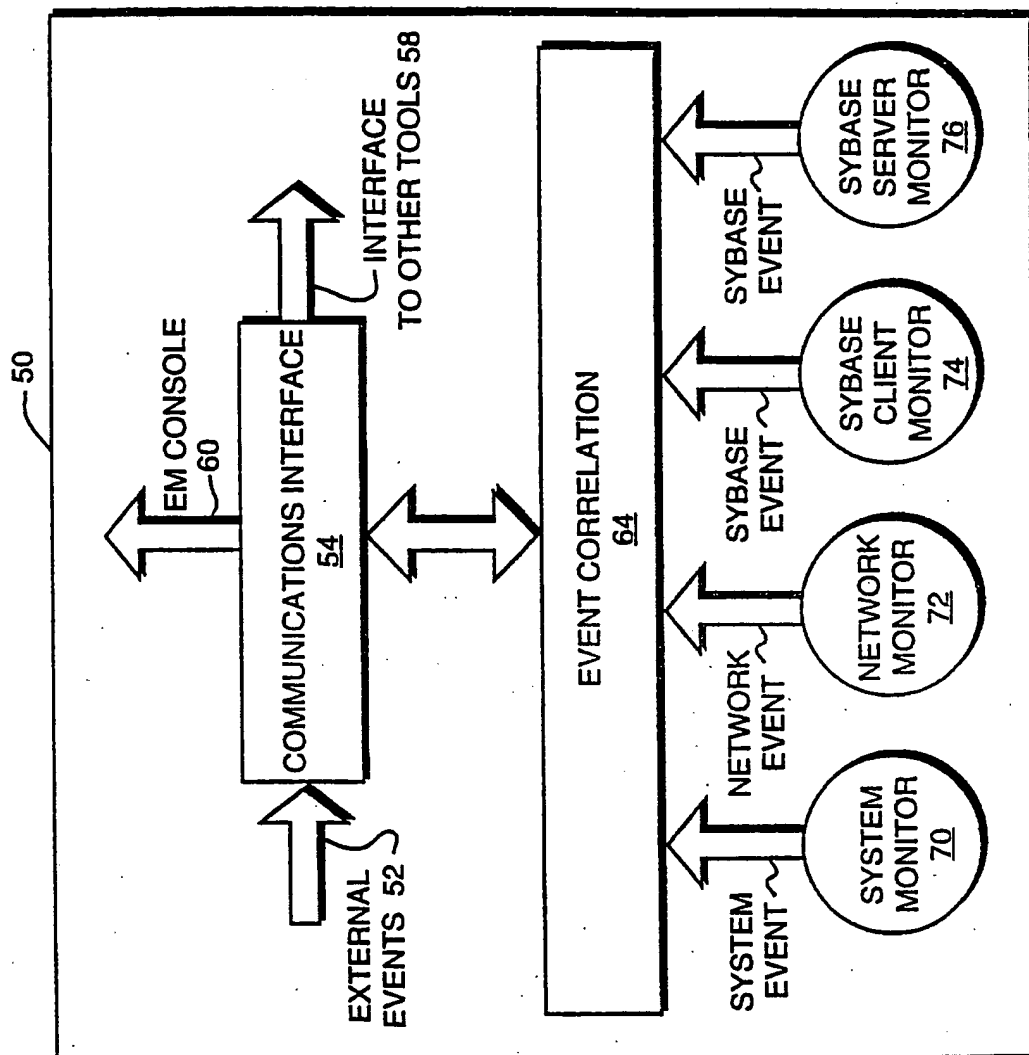 50
EM CONSOLE
60
COMMUNICATIONS INTERFACE
54
INTERFACE
TO OTHER TOOLS 58
EXTERNAL
EVENTS 52
EVENT CORRELATION
64
SYSTEM
EVENT
NETWORK
EVENT
SYBASE
EVENT
SYBASE
EVENT
SYSTEM
MONITOR
70
NETWORK
MONITOR
72
SYBASE
CLIENT
MONITOR
74
SYBASE
SERVER
MONITOR
76